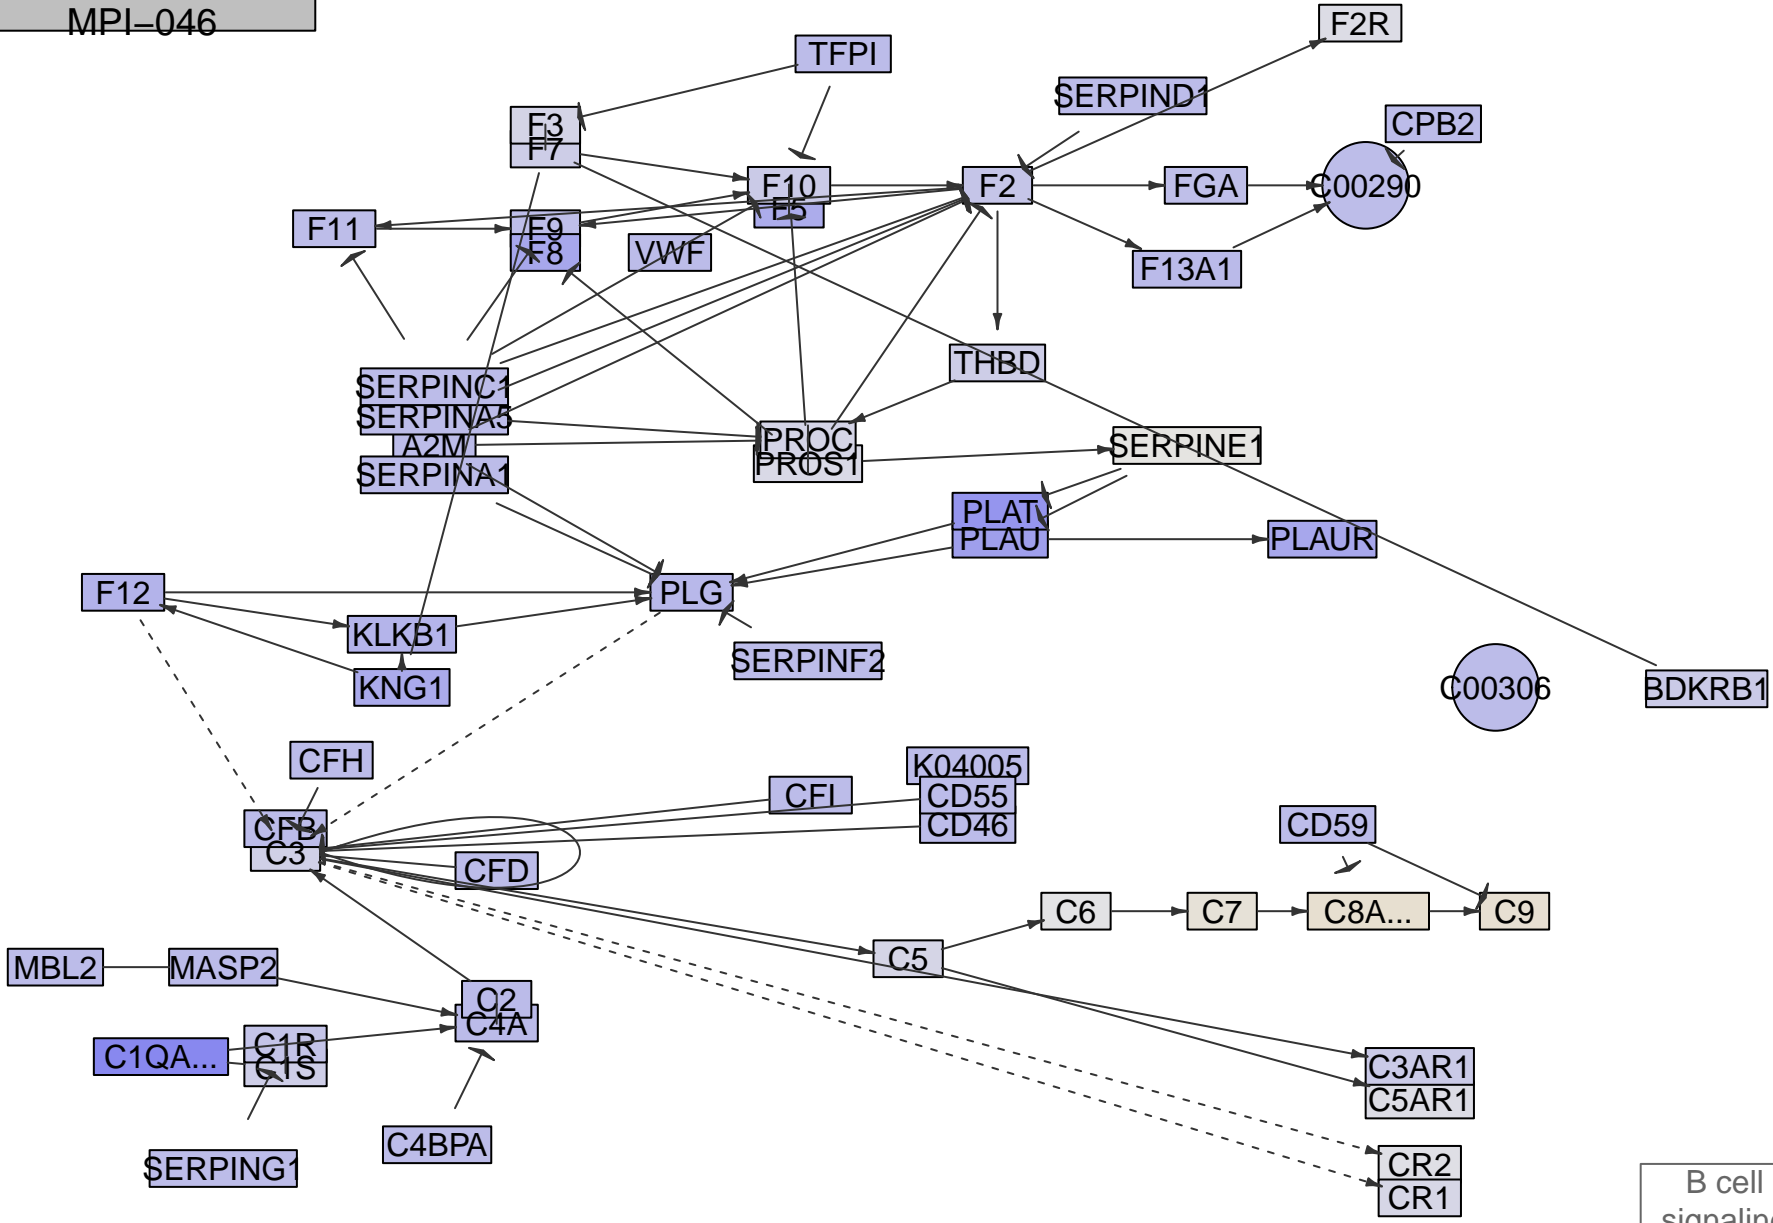 MPI–046
F2R
TFPI
SERPIND1
CPB2
F3
F7
F10
F5
F2
FGA
C00290
F11
F9
F8
VWF
F13A1
THBD
SERPINC1
SERPINA5
A2M
SERPINA1
PROC
PROS1
SERPINE1
PLAT
PLAU
PLAUR
F12
PLG
KLKB1
KNG1
SERPINF2
C00306
BDKRB1
CFH
K04005
CFI
CD55
CD46
CFB
C3
CFD
CD59
C6
C7
C8A...
C9
C5
MBL2
MASP2
C2
C4A
C1QA...
C1R
C1S
C3AR1
C5AR1
C4BPA
SERPING1
CR2
CR1
B cell
signaling